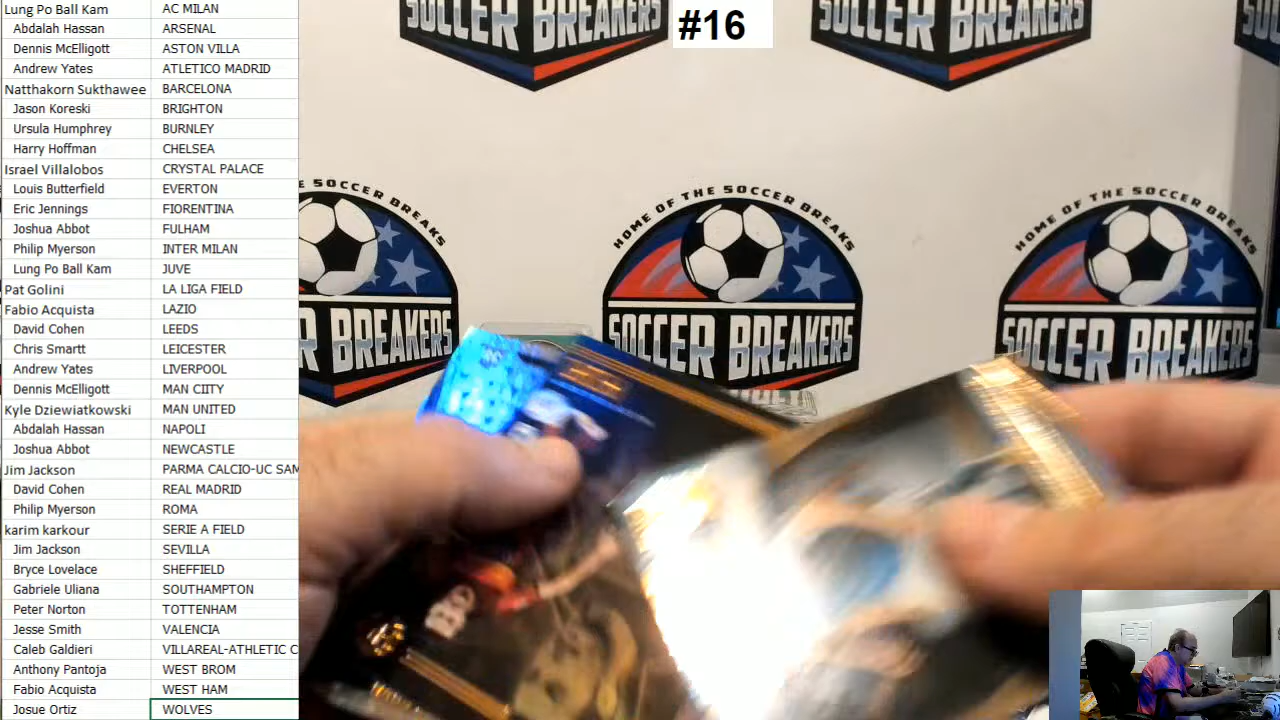 Lung Po Ball Kam AC MILAN
Abdalah Hassan ARSENAL
Dennis McElligott ASTON VILLA
Andrew Yates ATLETICO MADRID
Natthakorn Sukthawee BARCELONA
Jason Koreski BRIGHTON
Ursula Humphrey BURNLEY
Harry Hoffman CHELSEA
Israel Villalobos CRYSTAL PALACE
Louis Butterfield EVERTON
Eric Jennings FIORENTINA
Joshua Abbot FULHAM
Philip Myerson INTER MILAN
Lung Po Ball Kam JUVE
Pat Golini LA LIGA FIELD
Fabio Acquista LAZIO
David Cohen LEEDS
Chris Smartt LEICESTER
Andrew Yates LIVERPOOL
Dennis McElligott MAN CIITY
Kyle Dziewiatkowski MAN UNITED
Abdalah Hassan NAPOLI
Joshua Abbot NEWCASTLE
Jim Jackson PARMA CALCIO-UC SAM
David Cohen REAL MADRID
Philip Myerson ROMA
karim karkour SERIE A FIELD
Jim Jackson SEVILLA
Bryce Lovelace SHEFFIELD
Gabriele Uliana SOUTHAMPTON
Peter Norton TOTTENHAM
Jesse Smith VALENCIA
Caleb Galdieri VILLAREAL-ATHLETIC C
Anthony Pantoja WEST BROM
Fabio Acquista WEST HAM
Josue Ortiz WOLVES
#16
SOCCER BREAKERS
SOCCER BREAKERS
E SOCCER BREAKS
R BREAKERS
HOME OF THE SOCCER BREAKS
SOCCER BREAKERS
HOME OF THE SOCCER BREAKS
SOCCER BREAKERS